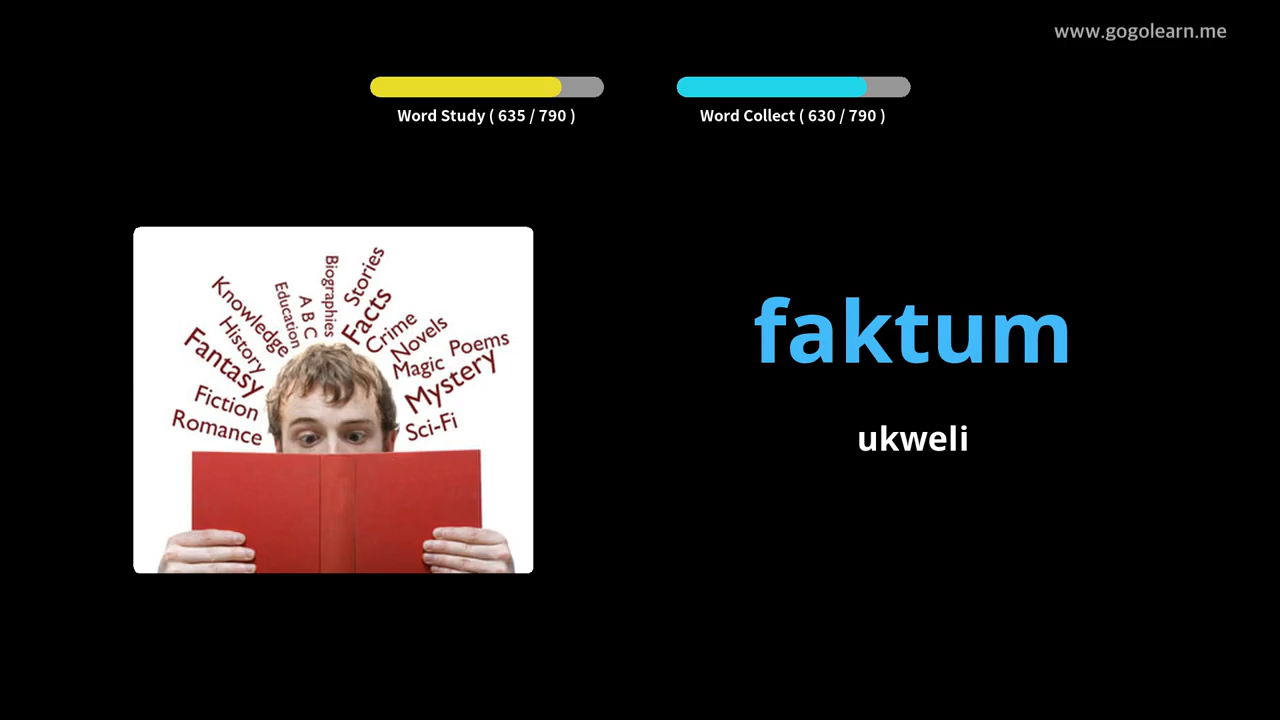 www.gogolearn.me
Word Study ( 635 / 790 )
Word Collect ( 630 / 790 )
Knowledge
Education
A B C
Biographies
Stories
Facts
Crime
Novels
Poems
History
Fantasy
Magic
Mystery
Fiction
Romance
Sci-Fi
faktum
ukweli